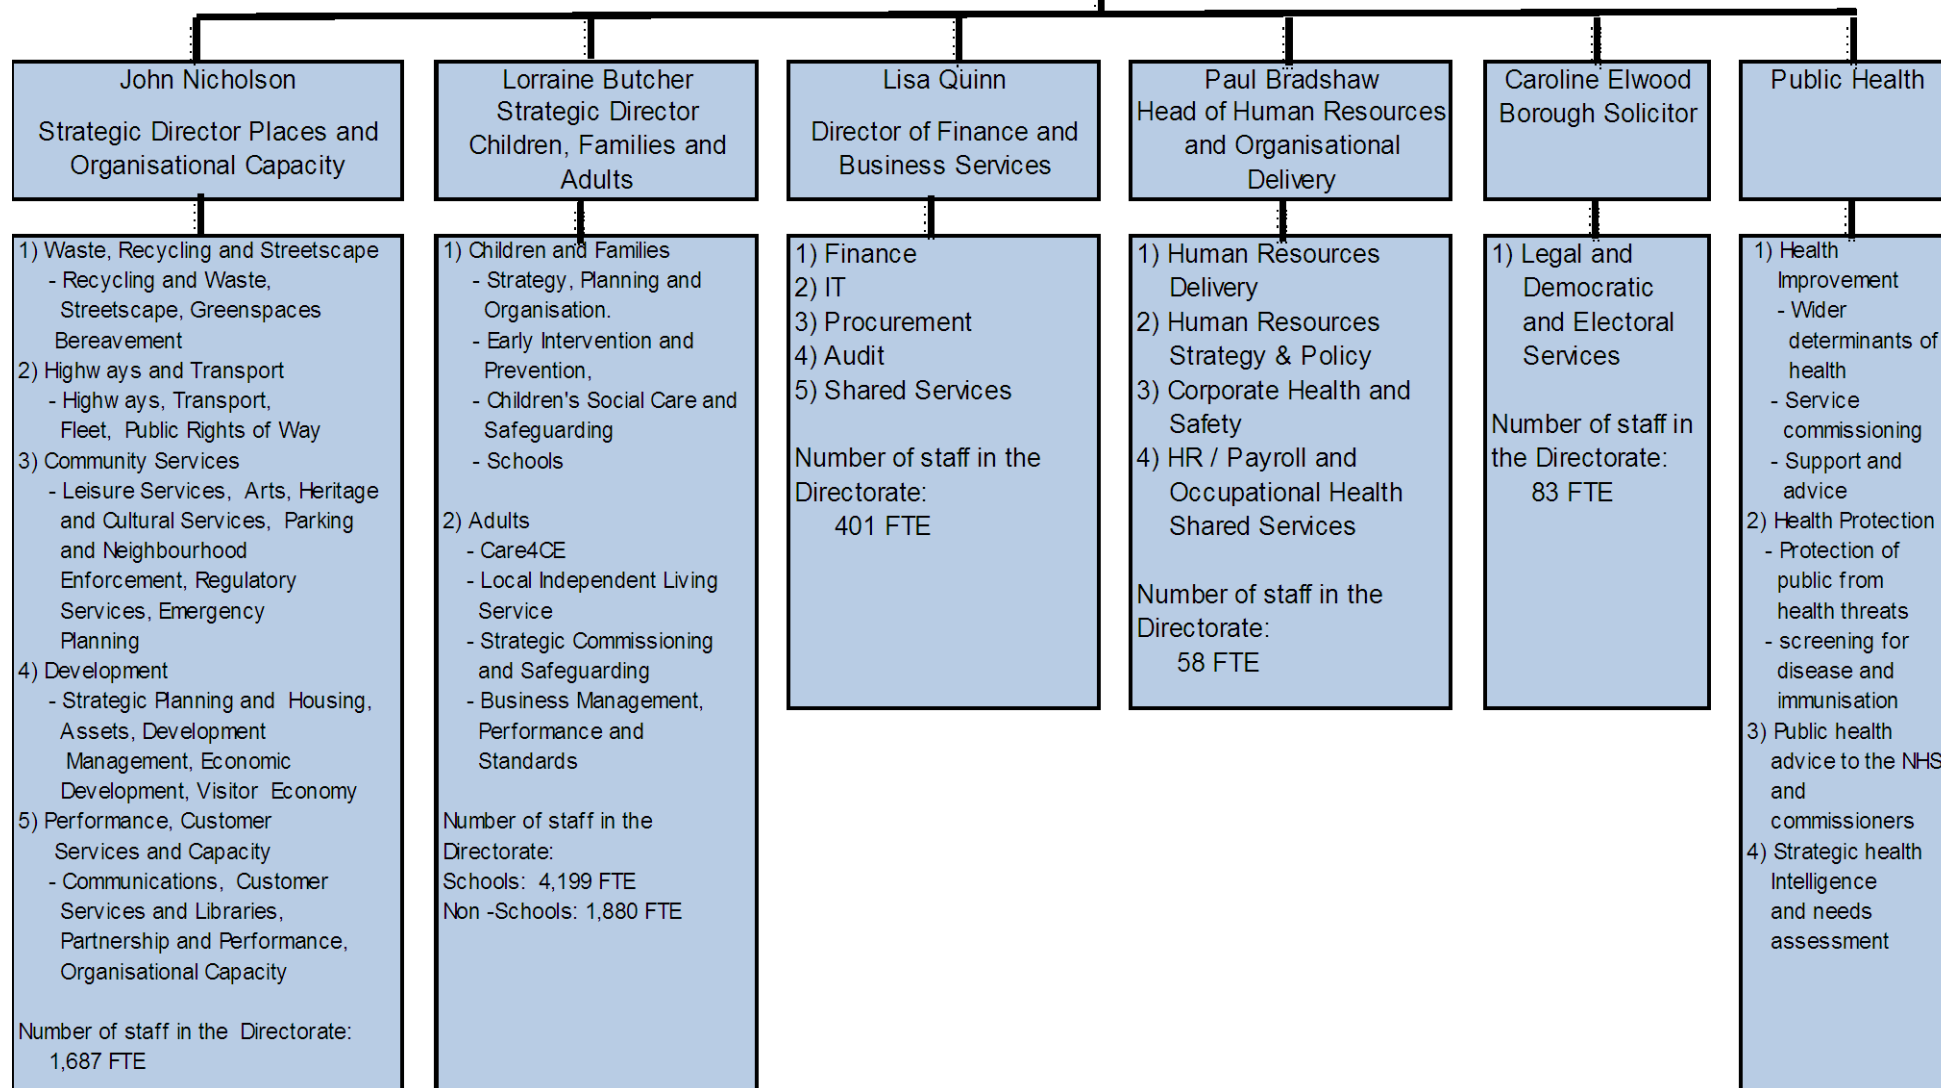 John Nicholson
Strategic Director Places and
Organisational Capacity
Lorraine Butcher
Strategic Director
Children, Families and
Adults
Lisa Quinn
Director of Finance and
Business Services
Paul Bradshaw
Head of Human Resources
and Organisational
Delivery
Caroline Elwood
Borough Solicitor
Public Health
1) Waste, Recycling and Streetscape
- Recycling and Waste,
Streetscape, Greenspaces
Bereavement
2) Highways and Transport
- Highways, Transport,
Fleet, Public Rights of Way
3) Community Services
- Leisure Services, Arts, Heritage
and Cultural Services, Parking
and Neighbourhood
Enforcement, Regulatory
Services, Emergency
Planning
4) Development
- Strategic Planning and Housing,
Assets, Development
Management, Economic
Development, Visitor Economy
5) Performance, Customer
Services and Capacity
- Communications, Customer
Services and Libraries,
Partnership and Performance,
Organisational Capacity
Number of staff in the Directorate:
1,687 FTE
1) Children and Families
- Strategy, Planning and
Organisation.
- Early Intervention and
Prevention,
- Children's Social Care and
Safeguarding
- Schools
2) Adults
- Care4CE
- Local Independent Living
Service
- Strategic Commissioning
and Safeguarding
- Business Management,
Performance and
Standards
Number of staff in the
Directorate:
Schools: 4,199 FTE
Non -Schools: 1,880 FTE
1) Finance
2) IT
3) Procurement
4) Audit
5) Shared Services
Number of staff in the
Directorate:
401 FTE
1) Human Resources
Delivery
2) Human Resources
Strategy & Policy
3) Corporate Health and
Safety
4) HR / Payroll and
Occupational Health
Shared Services
Number of staff in the
Directorate:
58 FTE
1) Legal and
Democratic
and Electoral
Services
Number of staff in
the Directorate:
83 FTE
1) Health
Improvement
- Wider
determinants of
health
- Service
commissioning
- Support and
advice
2) Health Protection
- Protection of
public from
health threats
- screening for
disease and
immunisation
3) Public health
advice to the NHS
and
commissioners
4) Strategic health
Intelligence
and needs
assessment